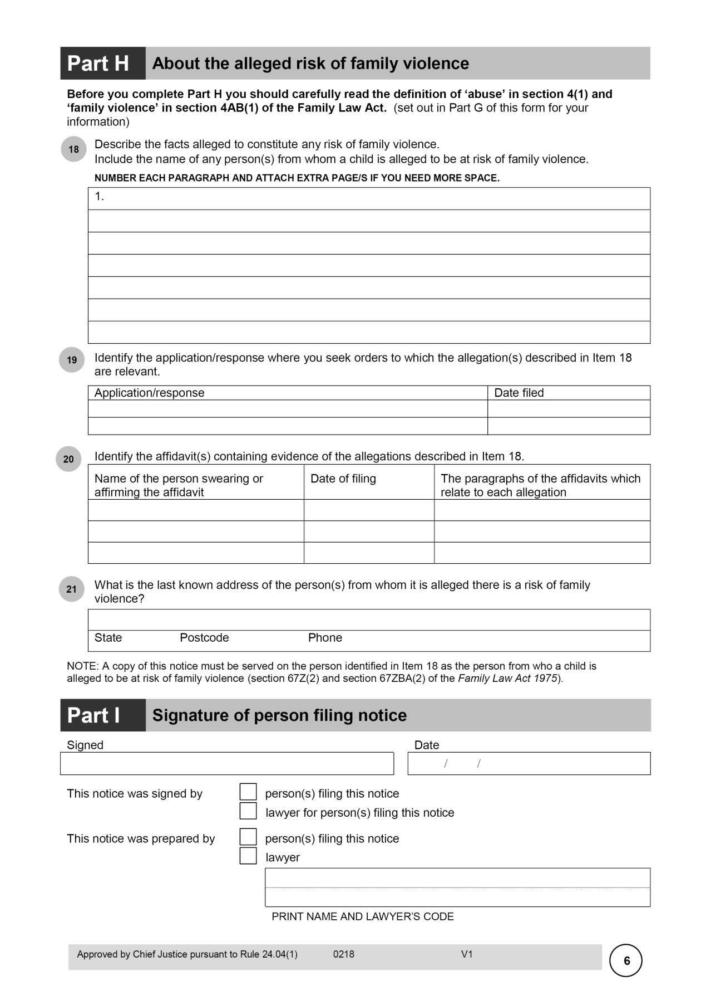 Part H About the alleged risk of family violence
Before you complete Part H you should carefully read the definition of ‘abuse’ in section 4(1) and
‘family violence’ in section 4AB(1) of the Family Law Act. (set out in Part G of this form for your
information)
18 Describe the facts alleged to constitute any risk of family violence.
Include the name of any person(s) from whom a child is alleged to be at risk of family violence.
NUMBER EACH PARAGRAPH AND ATTACH EXTRA PAGE/S IF YOU NEED MORE SPACE.
1.
19 Identify the application/response where you seek orders to which the allegation(s) described in Item 18
are relevant.
Application/response Date filed
20 Identify the affidavit(s) containing evidence of the allegations described in Item 18.
Name of the person swearing or Date of filing The paragraphs of the affidavits which
affirming the affidavit relate to each allegation
21 What is the last known address of the person(s) from whom it is alleged there is a risk of family
violence?
State Postcode Phone
NOTE: A copy of this notice must be served on the person identified in Item 18 as the person from who a child is
alleged to be at risk of family violence (section 67Z(2) and section 67ZBA(2) of the Family Law Act 1975).
Part I Signature of person filing notice
Signed Date
/ /
This notice was signed by person(s) filing this notice
lawyer for person(s) filing this notice
This notice was prepared by person(s) filing this notice
lawyer
PRINT NAME AND LAWYER’S CODE
Approved by Chief Justice pursuant to Rule 24.04(1) 0218 V1
6